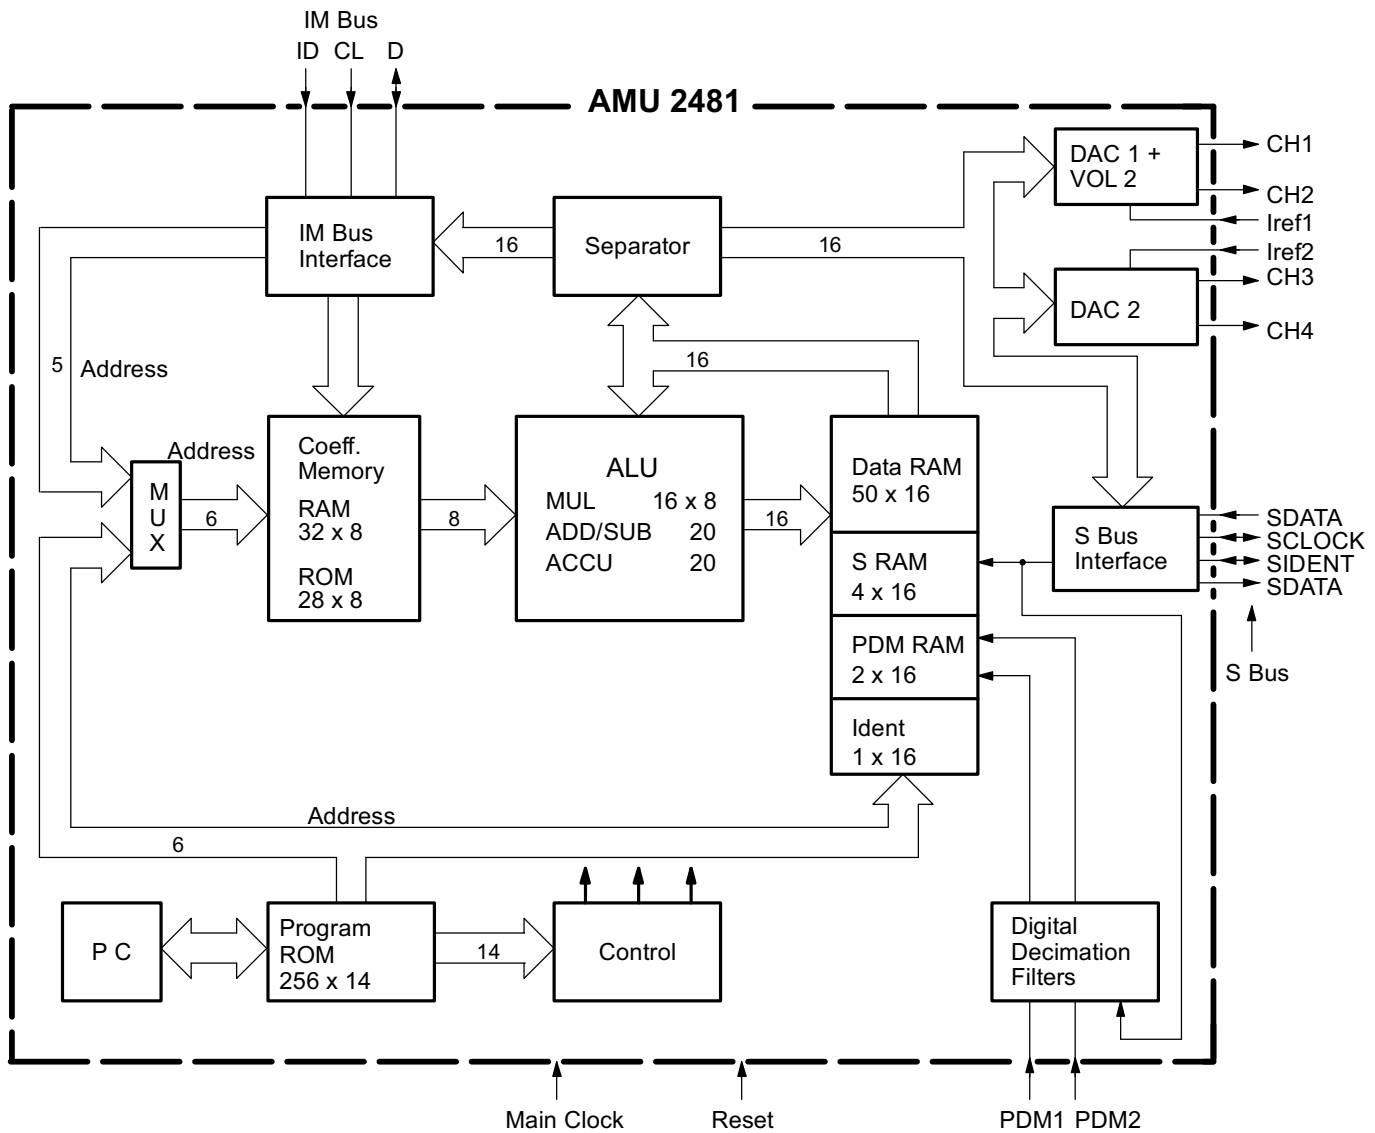 IM Bus
ID CL D
AMU 2481
DAC 1 +
VOL 2
CH1
CH2
Iref1
Iref2
CH3
CH4
DAC 2
IM Bus
Interface
16
Separator
16
5
Address
16
Address
MUX
6
Coeff.
Memory
RAM
32 x 8
ROM
28 x 8
8
ALU
MUL 16 x 8
ADD/SUB 20
ACCU 20
16
Data RAM
50 x 16
S RAM
4 x 16
PDM RAM
2 x 16
Ident
1 x 16
S Bus
Interface
SDATA
SCLOCK
SIDENT
SDATA
S Bus
Address
6
P C
Program
ROM
256 x 14
14
Control
Digital
Decimation
Filters
Main Clock
Reset
PDM1 PDM2